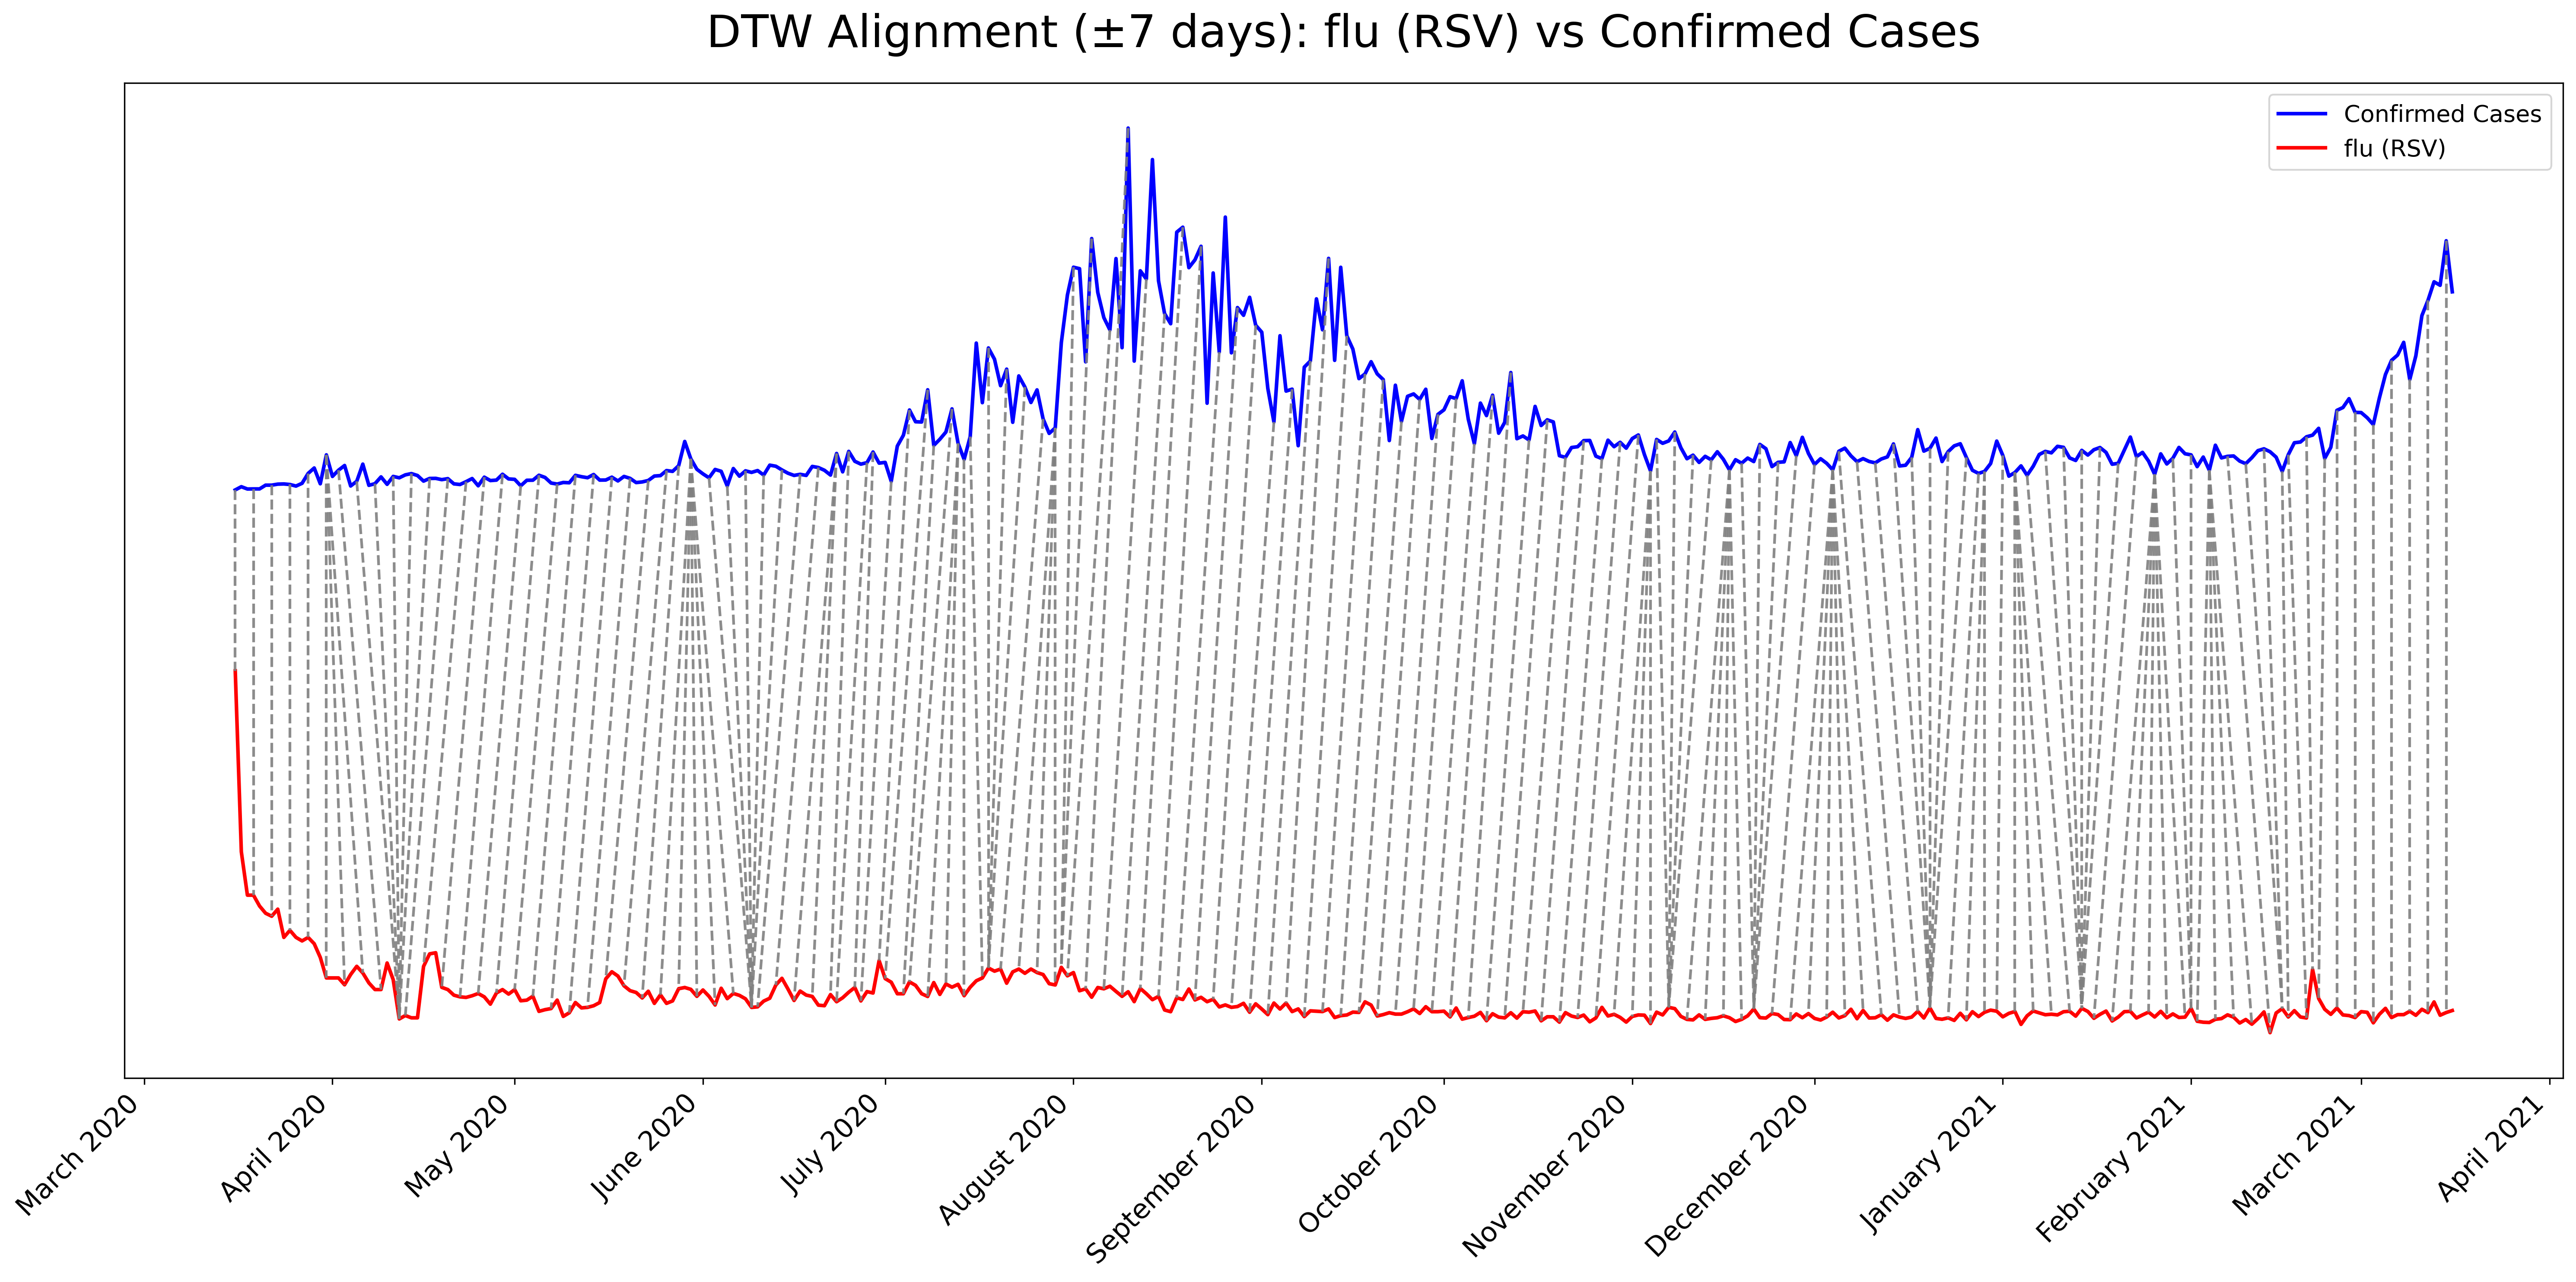 DTW Alignment (±7 days): flu (RSV) vs Confirmed Cases
Confirmed Cases
flu (RSV)
March 2020
April 2020
May 2020
June 2020
July 2020
August 2020
September 2020
October 2020
November 2020
December 2020
January 2021
February 2021
March 2021
April 2021